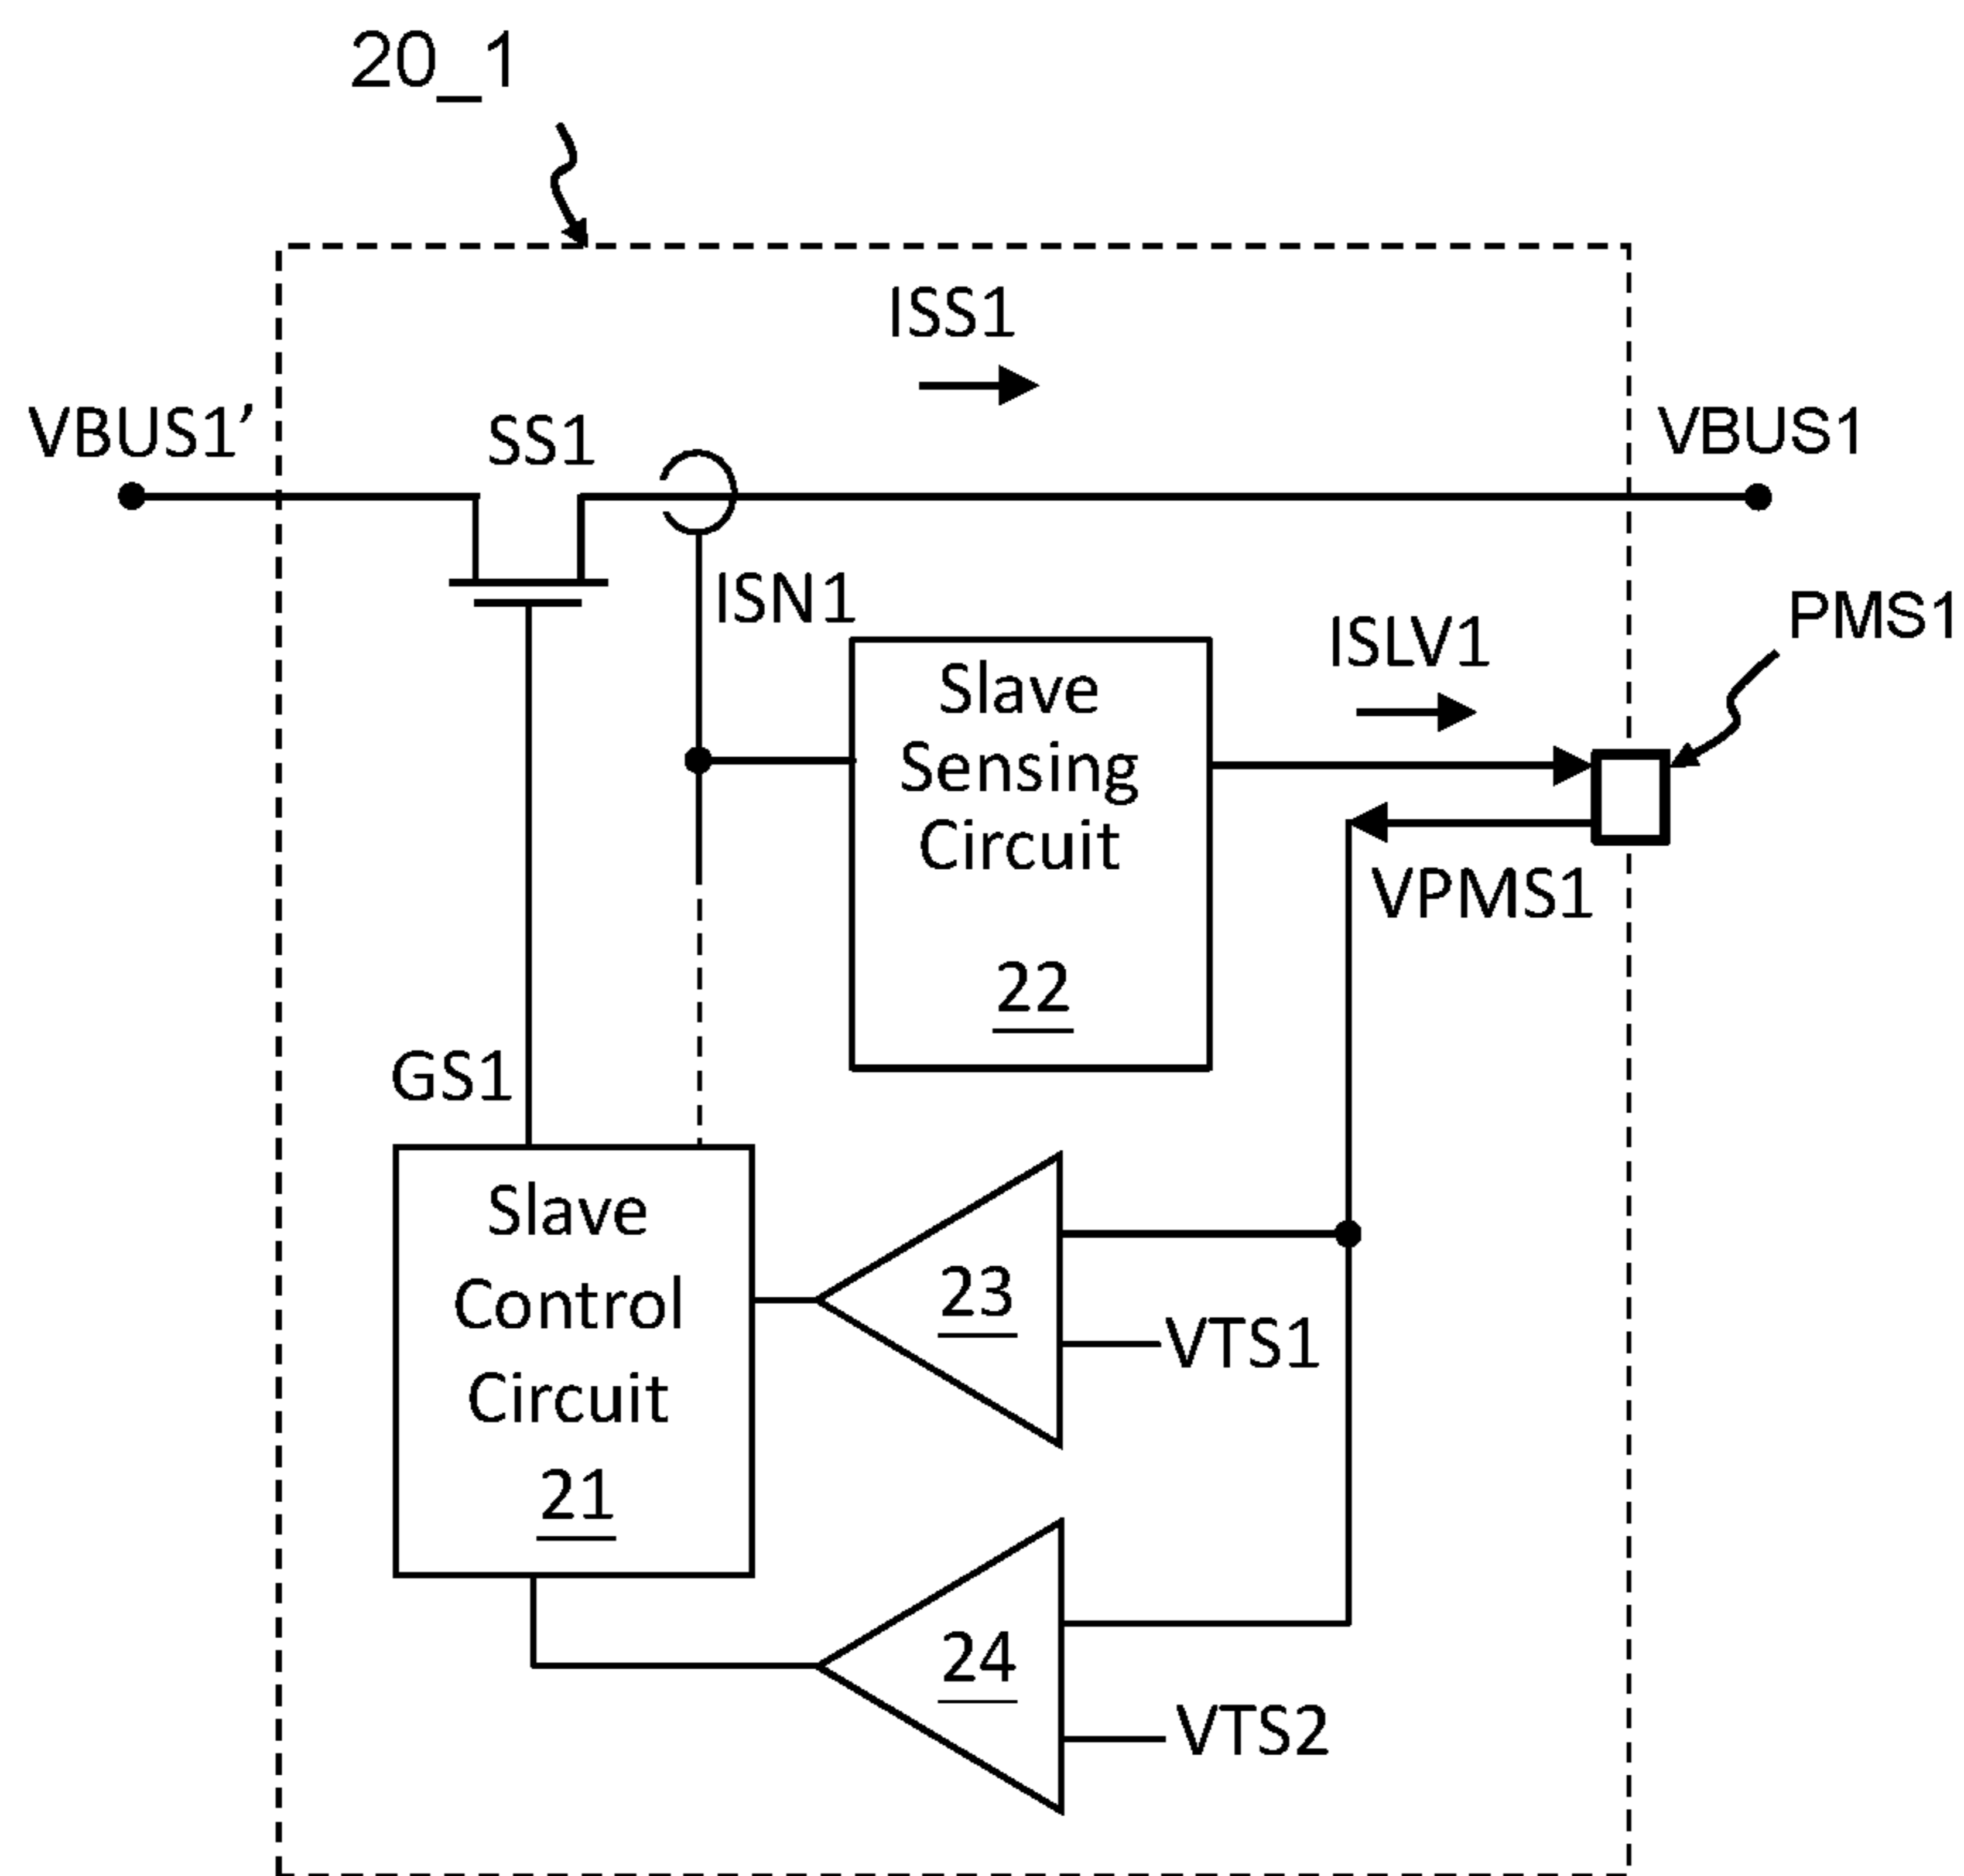 20_1
ISS1
VBUS1’
SS1
VBUS1
ISN1
PMS1
ISLV1
Slave
Sensing
Circuit
22
VPMS1
GS1
Slave
Control
Circuit
21
23
VTS1
24
VTS2